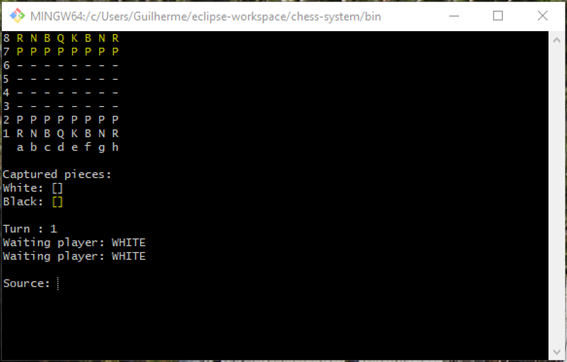 MINGW64:/c/Users/Guilherme/eclipse-workspace/chess-system/bin
8 R N B Q K B N R
7 P P P P P P P P
6 - - - - - - - -
5 - - - - - - - -
4 - - - - - - - -
3 - - - - - - - -
2 P P P P P P P P
1 R N B Q K B N R
a b c d e f g h
Captured pieces:
White: []
Black: []
Turn : 1
Waiting player: WHITE
Waiting player: WHITE
Source: